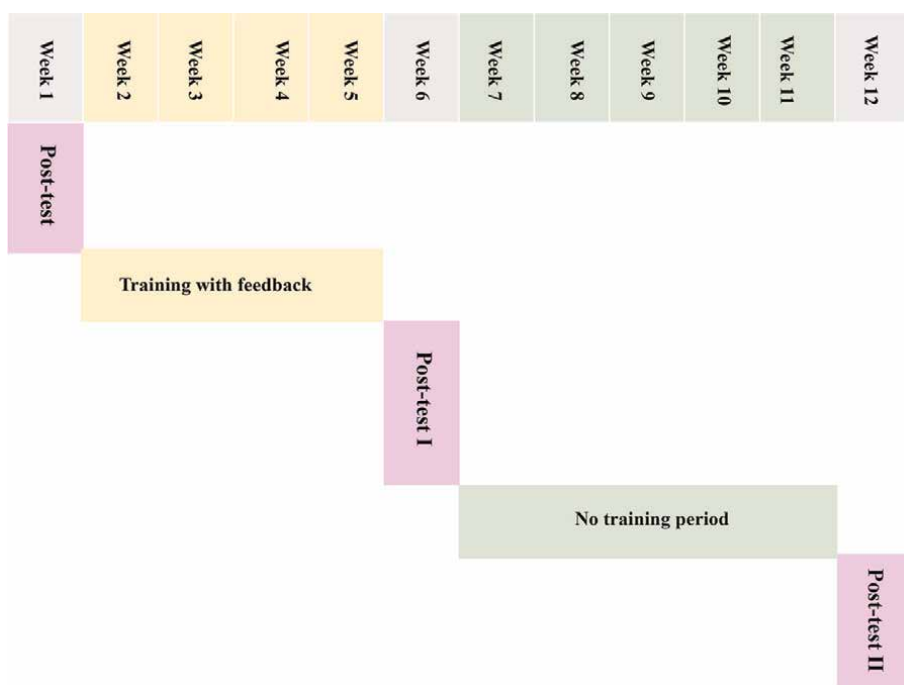 Week 1
Week 2
Week 3
Week 4
Week 5
Week 6
Week 7
Week 8
Week 9
Week 10
Week 11
Week 12
Post-test
Training with feedback
Post-test I
No training period
Post-test II